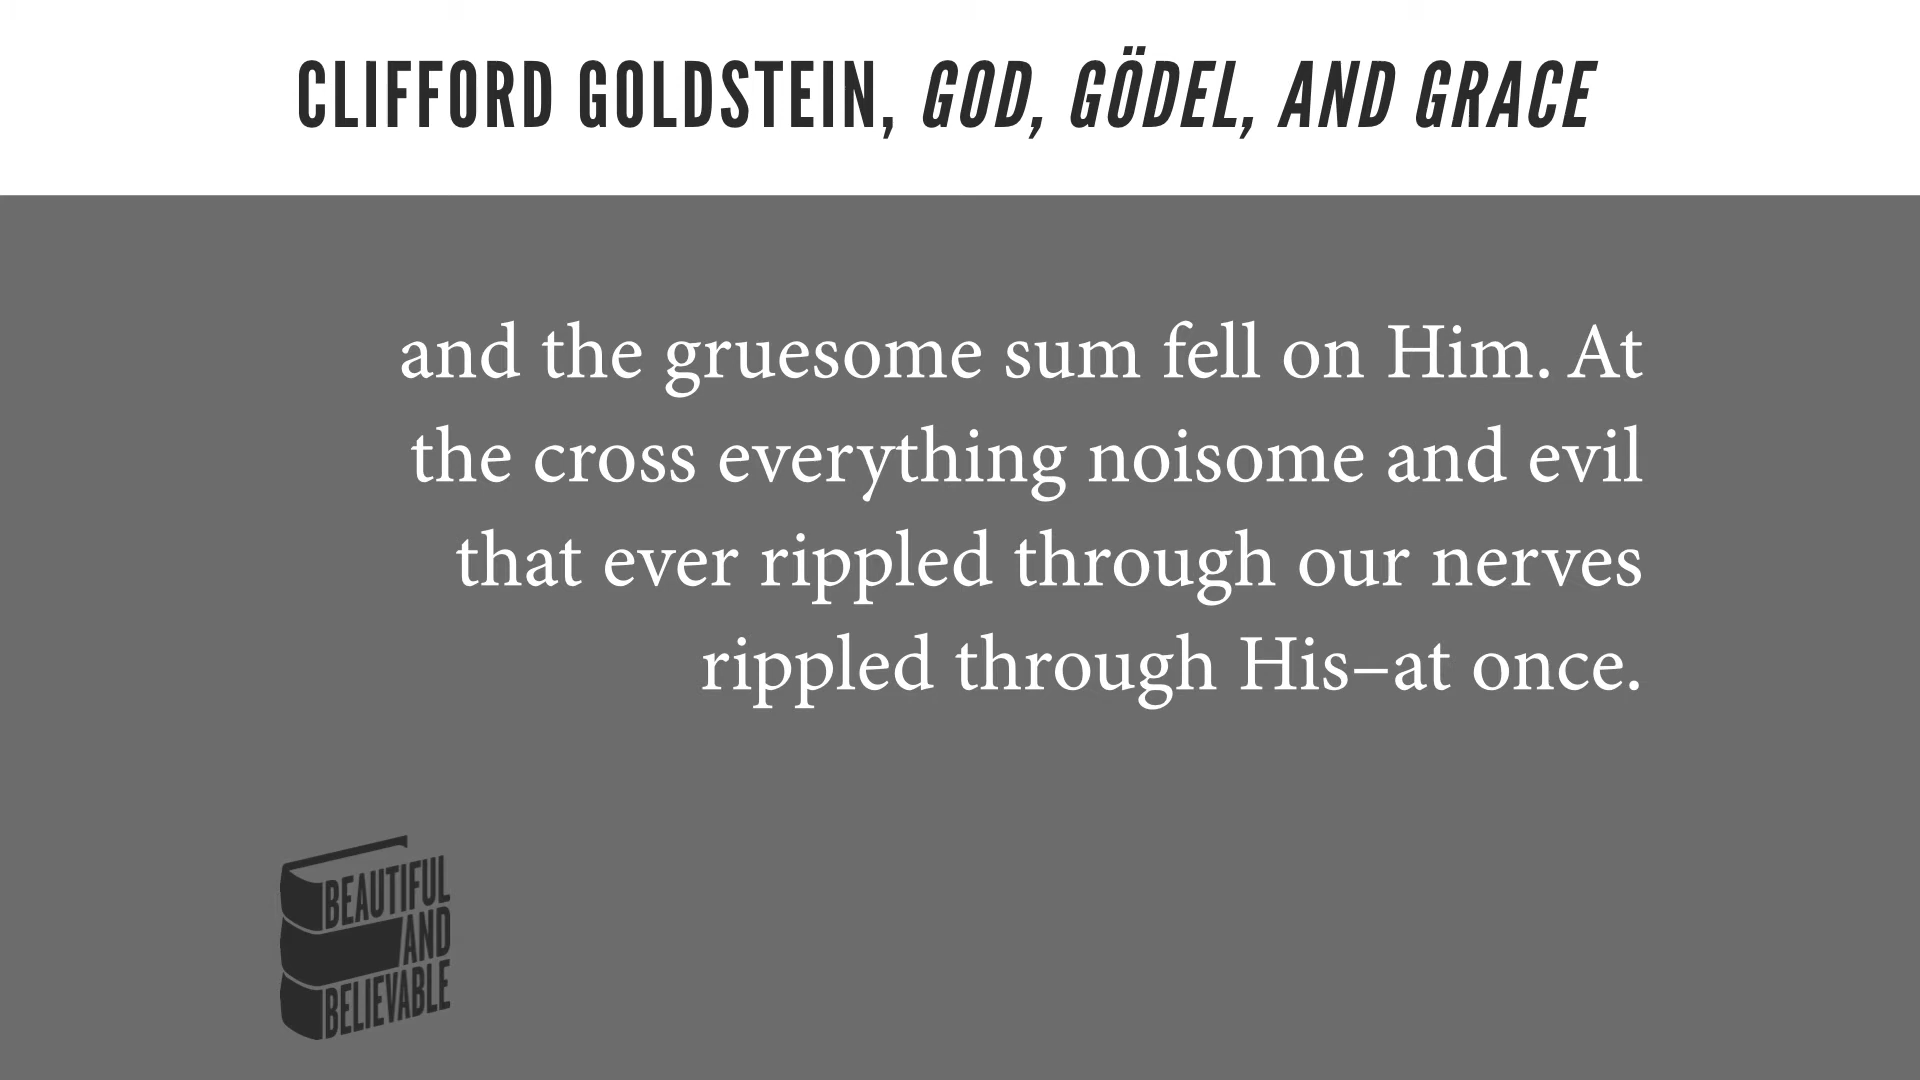 CLIFFORD GOLDSTEIN, GOD, GÖDEL, AND GRACE
and the gruesome sum fell on Him. At
the cross everything noisome and evil
that ever rippled through our nerves
rippled through His–at once.
BEAUTIFUL
AND
BELIEVABLE